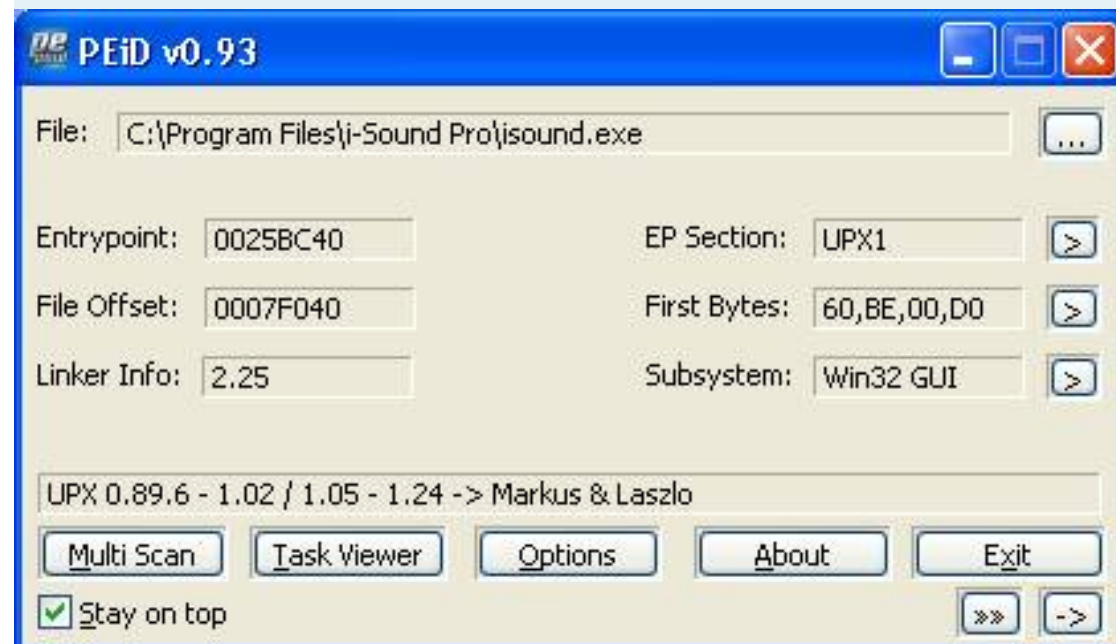 PEiD v0.93
File: C:\Program Files\i-Sound Pro\isound.exe ...
Entrypoint: 0025BC40 EP Section: UPX1 >
File Offset: 0007F040 First Bytes: 60,BE,00,D0 >
Linker Info: 2.25 Subsystem: Win32 GUI >
UPX 0.89.6 - 1.02 / 1.05 - 1.24 -> Markus & Laszlo
Multi Scan Task Viewer Options About Exit
Stay on top »» ->